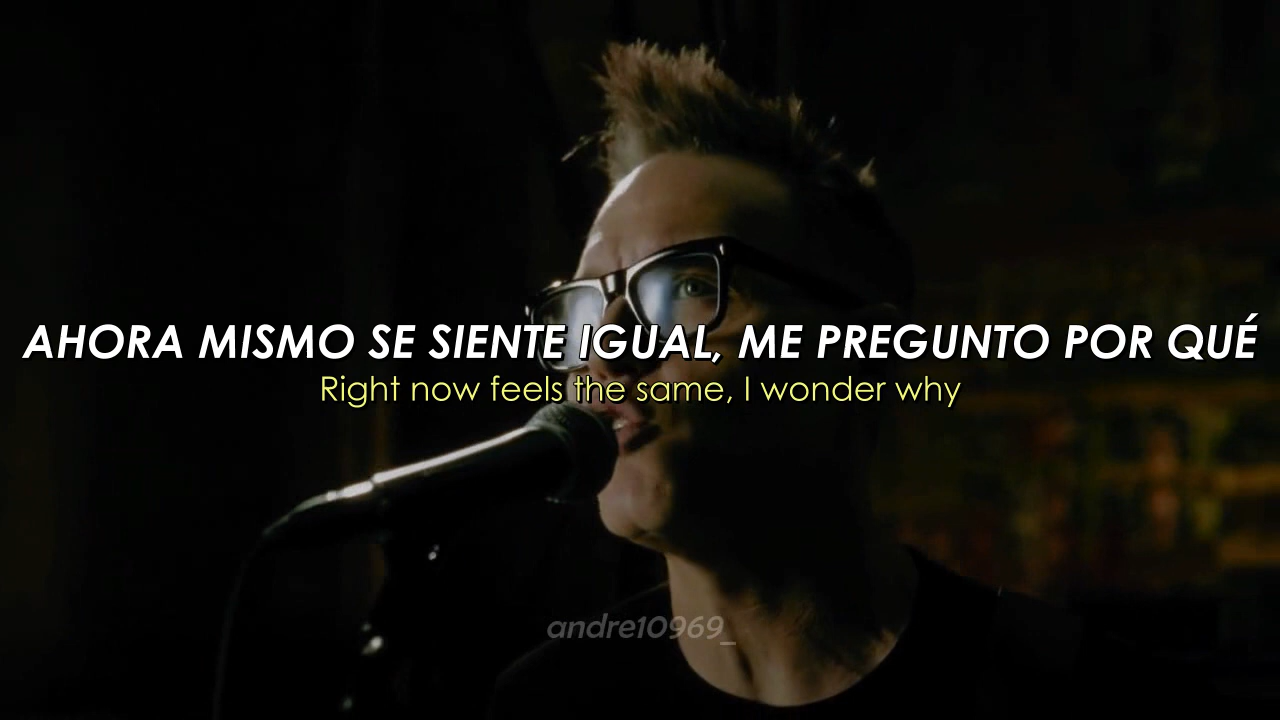 AHORA MISMO SE SIENTE IGUAL, ME PREGUNTO POR QUÉ
Right now feels the same, I wonder why
andre10969_